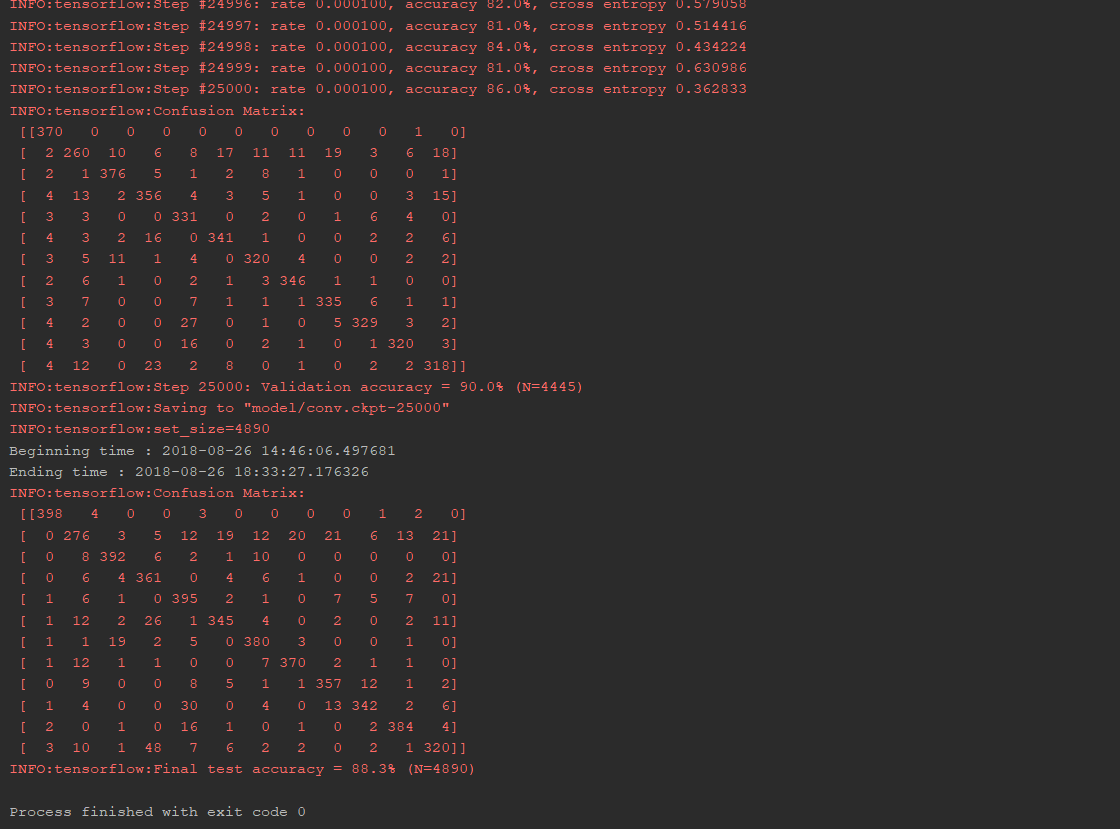 INFO:tensorflow:Step #24996: rate 0.000100, accuracy 82.0%, cross entropy 0.579058
INFO:tensorflow:Step #24997: rate 0.000100, accuracy 81.0%, cross entropy 0.514416
INFO:tensorflow:Step #24998: rate 0.000100, accuracy 84.0%, cross entropy 0.434224
INFO:tensorflow:Step #24999: rate 0.000100, accuracy 81.0%, cross entropy 0.630986
INFO:tensorflow:Step #25000: rate 0.000100, accuracy 86.0%, cross entropy 0.362833
INFO:tensorflow:Confusion Matrix:
[[370 0 0 0 0 0 0 0 0 0 1 0]
[ 2 260 10 6 8 17 11 11 19 3 6 18]
[ 2 1 376 5 1 2 8 1 0 0 0 1]
[ 4 13 2 356 4 3 5 1 0 0 3 15]
[ 3 3 0 0 331 0 2 0 1 6 4 0]
[ 4 3 2 16 0 341 1 0 0 2 2 6]
[ 3 5 11 1 4 0 320 4 0 0 2 2]
[ 2 6 1 0 2 1 3 346 1 1 0 0]
[ 3 7 0 0 7 1 1 1 335 6 1 1]
[ 4 2 0 0 27 0 1 0 5 329 3 2]
[ 4 3 0 0 16 0 2 1 0 1 320 3]
[ 4 12 0 23 2 8 0 1 0 2 2 318]]
INFO:tensorflow:Step 25000: Validation accuracy = 90.0% (N=4445)
INFO:tensorflow:Saving to "model/conv.ckpt-25000"
INFO:tensorflow:set_size=4890
Beginning time : 2018-08-26 14:46:06.497681
Ending time : 2018-08-26 18:33:27.176326
INFO:tensorflow:Confusion Matrix:
[[398 4 0 0 3 0 0 0 0 1 2 0]
[ 0 276 3 5 12 19 12 20 21 6 13 21]
[ 0 8 392 6 2 1 10 0 0 0 0 0]
[ 0 6 4 361 0 4 6 1 0 0 2 21]
[ 1 6 1 0 395 2 1 0 7 5 7 0]
[ 1 12 2 26 1 345 4 0 2 0 2 11]
[ 1 1 19 2 5 0 380 3 0 0 1 0]
[ 1 12 1 1 0 0 7 370 2 1 1 0]
[ 0 9 0 0 8 5 1 1 357 12 1 2]
[ 1 4 0 0 30 0 4 0 13 342 2 6]
[ 2 0 1 0 16 1 0 1 0 2 384 4]
[ 3 10 1 48 7 6 2 2 0 2 1 320]]
INFO:tensorflow:Final test accuracy = 88.3% (N=4890)
Process finished with exit code 0